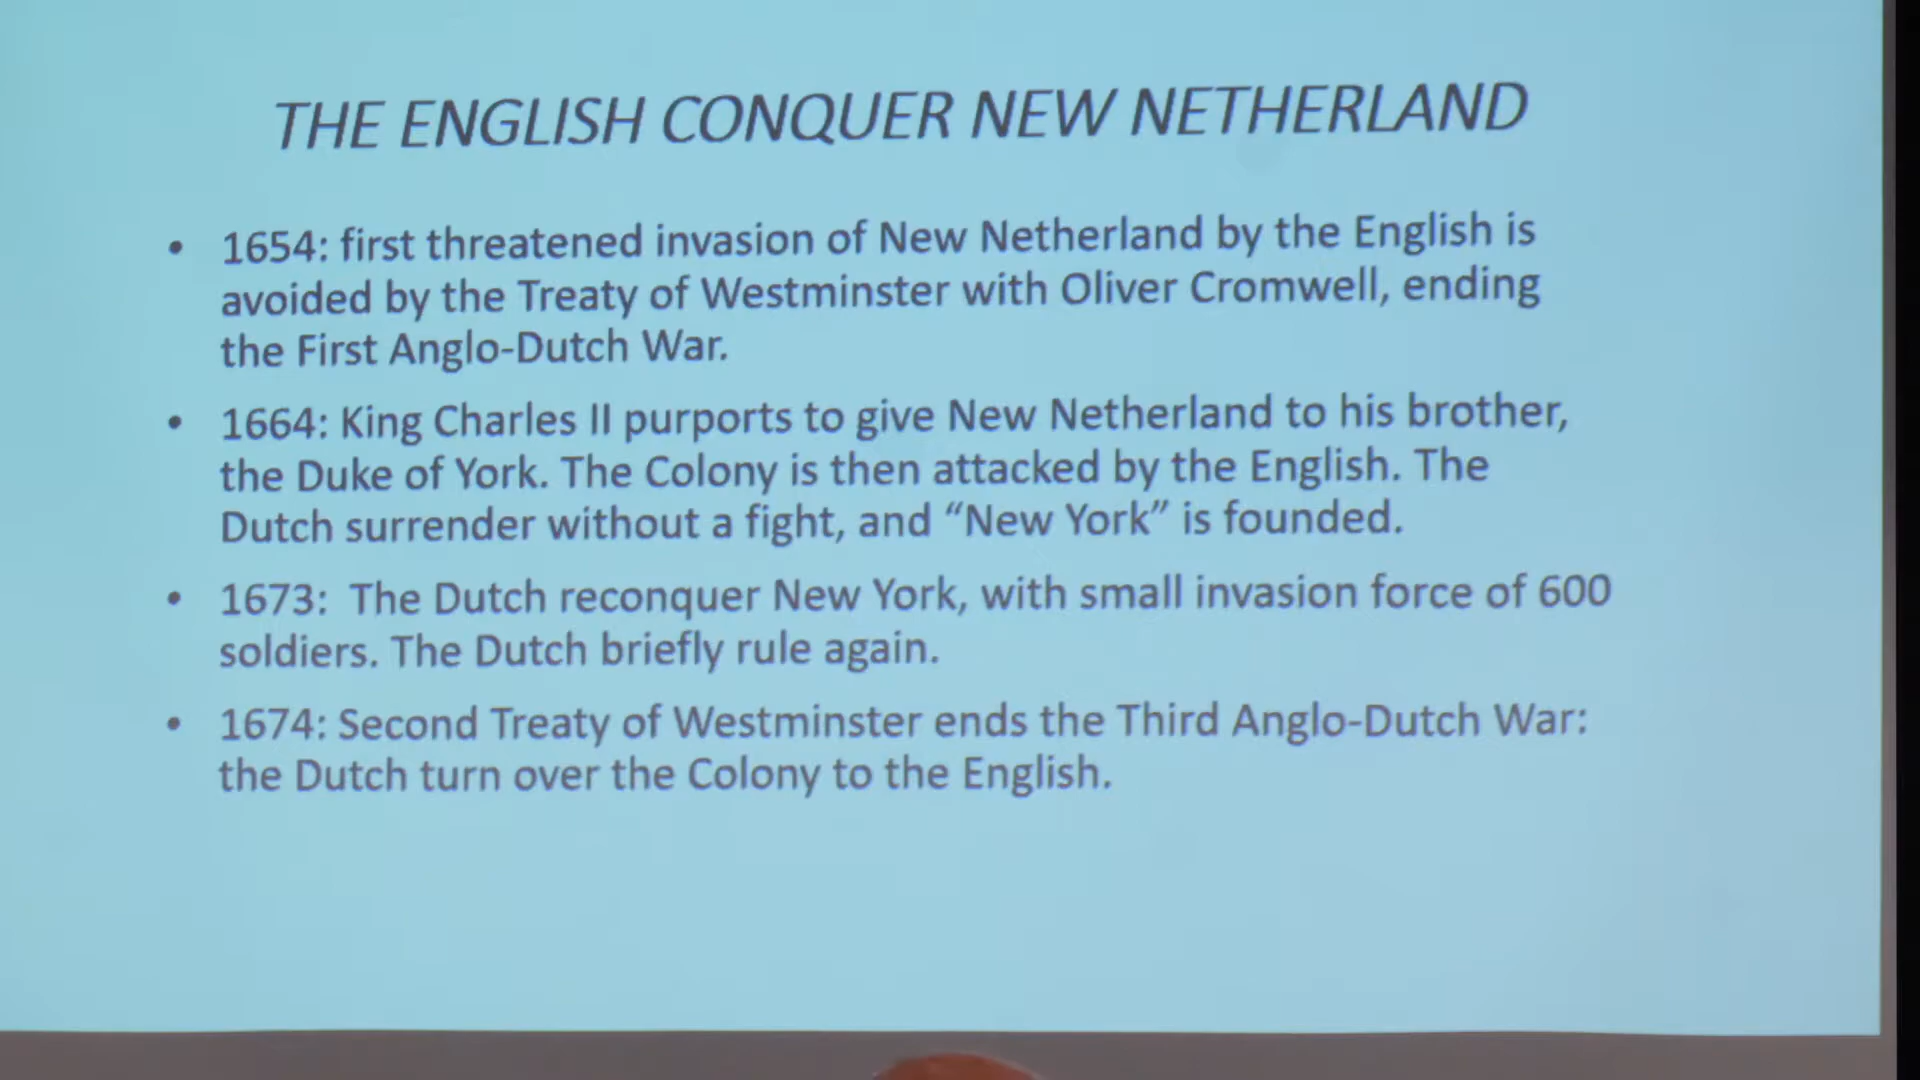 THE ENGLISH CONQUER NEW NETHERLAND
• 1654: first threatened invasion of New Netherland by the English is
avoided by the Treaty of Westminster with Oliver Cromwell, ending
the First Anglo-Dutch War.
• 1664: King Charles II purports to give New Netherland to his brother,
the Duke of York. The Colony is then attacked by the English. The
Dutch surrender without a fight, and “New York” is founded.
• 1673:  The Dutch reconquer New York, with small invasion force of 600
soldiers. The Dutch briefly rule again.
• 1674: Second Treaty of Westminster ends the Third Anglo-Dutch War:
the Dutch turn over the Colony to the English.